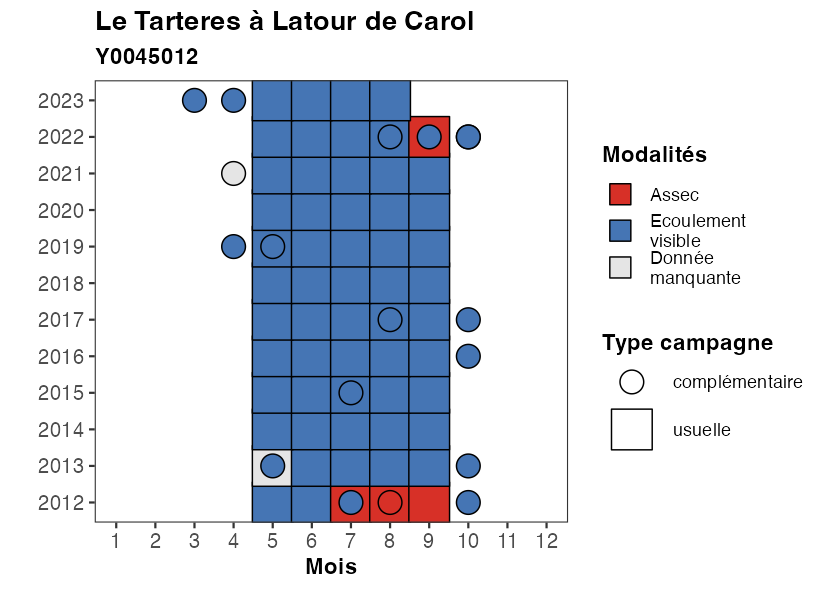 Le Tarteres à Latour de Carol
Y0045012
2023
2022
2021
2020
2019
2018
2017
2016
2015
2014
2013
2012
1 2 3 4 5 6 7 8 9 10 11 12
Mois
Modalités
Assec
Ecoulement
visible
Donnée
manquante
Type campagne
complémentaire
usuelle